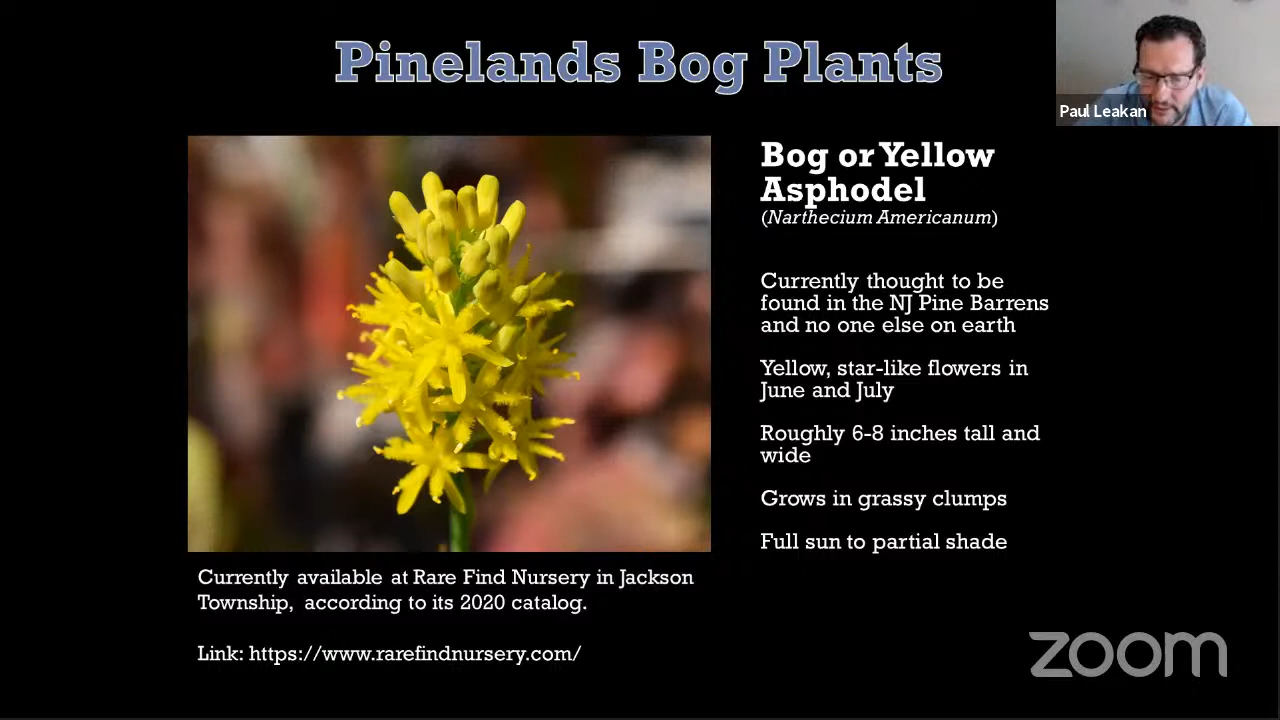 Pinelands Bog Plants
Paul Leakan
Bog or Yellow
Asphodel
(Narthecium Americanum)
Currently thought to be
found in the NJ Pine Barrens
and no one else on earth
Yellow, star-like flowers in
June and July
Roughly 6-8 inches tall and
wide
Grows in grassy clumps
Full sun to partial shade
Currently available at Rare Find Nursery in Jackson
Township, according to its 2020 catalog.
Link: https://www.rarefindnursery.com/
zoom